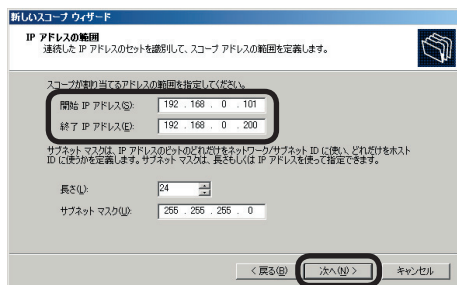 新しいスコープ ウィザード
IP アドレスの範囲
連続した IP アドレスのセットを識別して、スコープ アドレスの範囲を定義します。
スコープが割り当てるアドレスの範囲を指定してください。
開始 IP アドレス(S): 192 . 168 . 0 . 101
終了 IP アドレス(E): 192 . 168 . 0 . 200
サブネット マスクは、IP アドレスのビットのどれだけをネットワーク/サブネット ID に使い、どれだけをホスト
ID に使うかを定義します。サブネット マスクは、長さもしくは IP アドレスを使って指定できます。
長さ(L): 24
サブネット マスク(U): 255 . 255 . 255 . 0
< 戻る(B) 次へ(N) > キャンセル